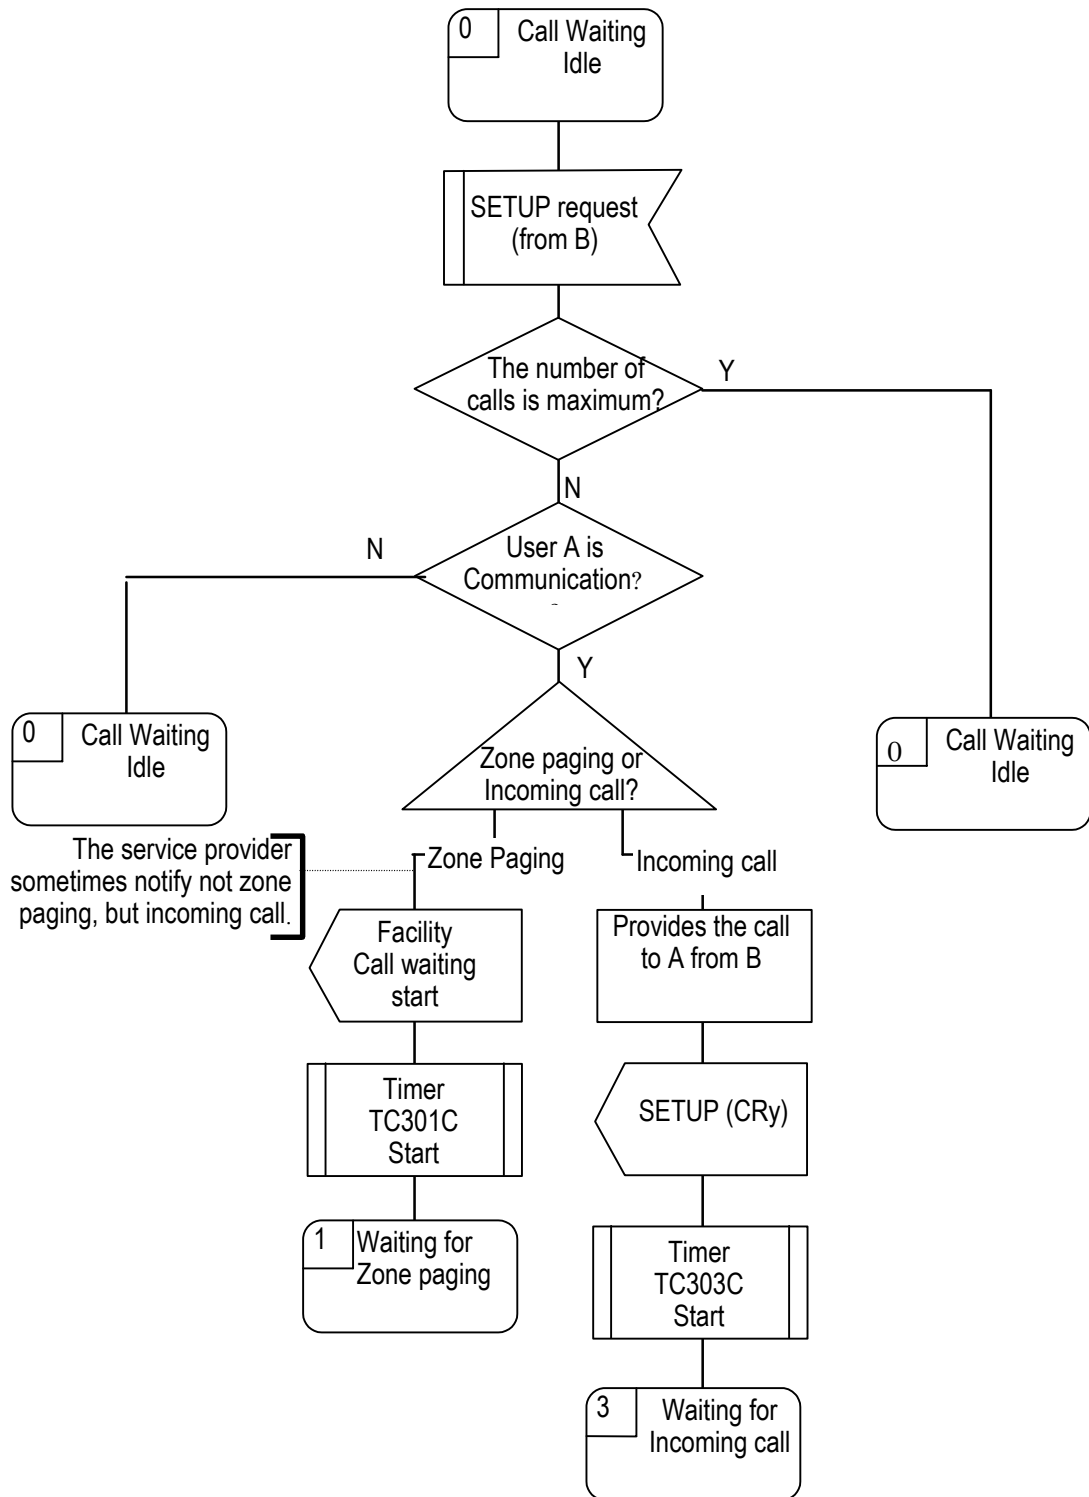 0
Call Waiting
Idle
SETUP request
(from B)
The number of
calls is maximum?
Y
N
User A is
Communication?
N
Y
0
Call Waiting
Idle
0
Call Waiting
Idle
Zone paging or
Incoming call?
The service provider
sometimes notify not zone
paging, but incoming call.
Zone Paging
Incoming call
Facility
Call waiting
start
Provides the call
to A from B
Timer
TC301C
Start
SETUP (CRy)
1
Waiting for
Zone paging
Timer
TC303C
Start
3
Waiting for
Incoming call